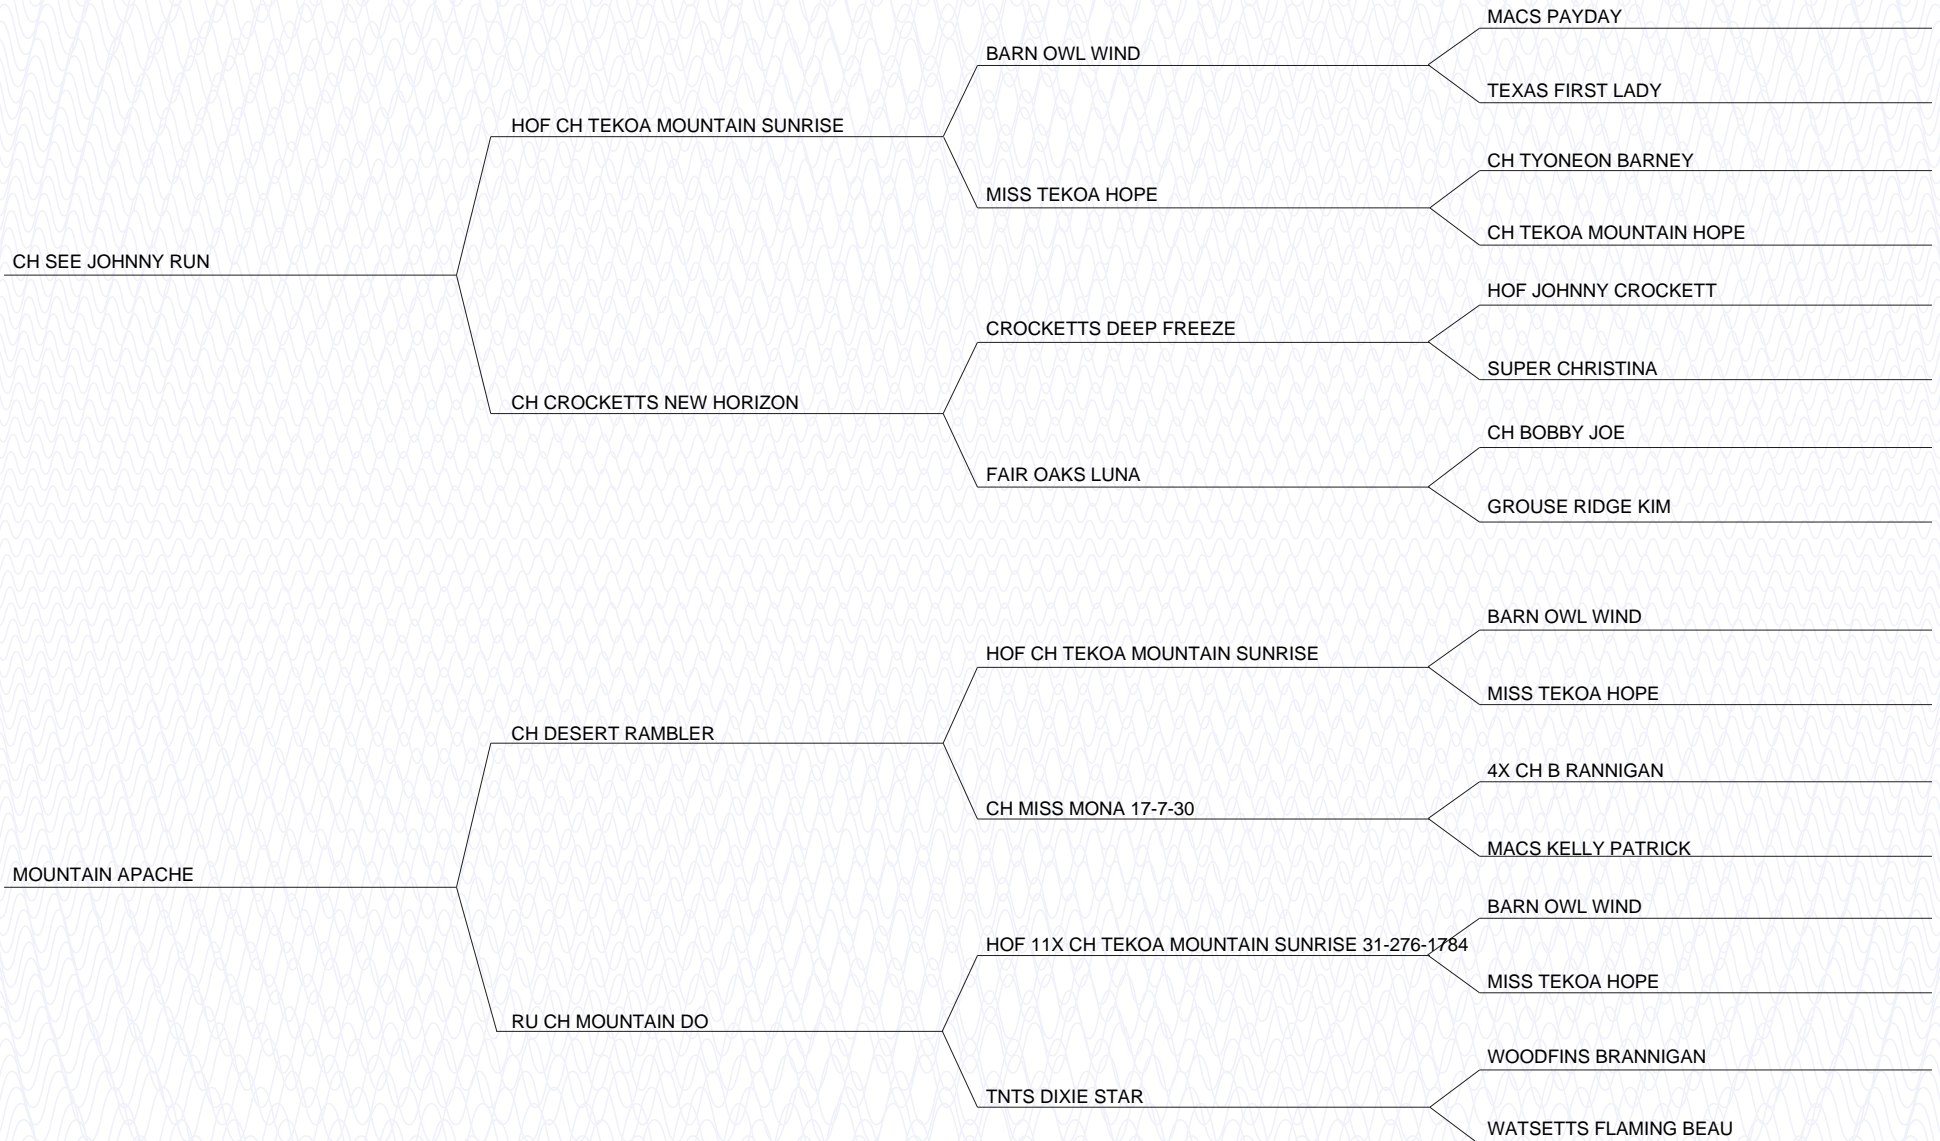 MACS PAYDAY
BARN OWL WIND
TEXAS FIRST LADY
HOF CH TEKOA MOUNTAIN SUNRISE
CH TYONEON BARNEY
MISS TEKOA HOPE
CH TEKOA MOUNTAIN HOPE
CH SEE JOHNNY RUN
HOF JOHNNY CROCKETT
CROCKETTS DEEP FREEZE
SUPER CHRISTINA
CH CROCKETTS NEW HORIZON
CH BOBBY JOE
FAIR OAKS LUNA
GROUSE RIDGE KIM
BARN OWL WIND
HOF CH TEKOA MOUNTAIN SUNRISE
MISS TEKOA HOPE
CH DESERT RAMBLER
4X CH B RANNIGAN
CH MISS MONA 17-7-30
MACS KELLY PATRICK
MOUNTAIN APACHE
BARN OWL WIND
HOF 11X CH TEKOA MOUNTAIN SUNRISE 31-276-1784
MISS TEKOA HOPE
RU CH MOUNTAIN DO
WOODFINS BRANNIGAN
TNTS DIXIE STAR
WATSETTS FLAMING BEAU